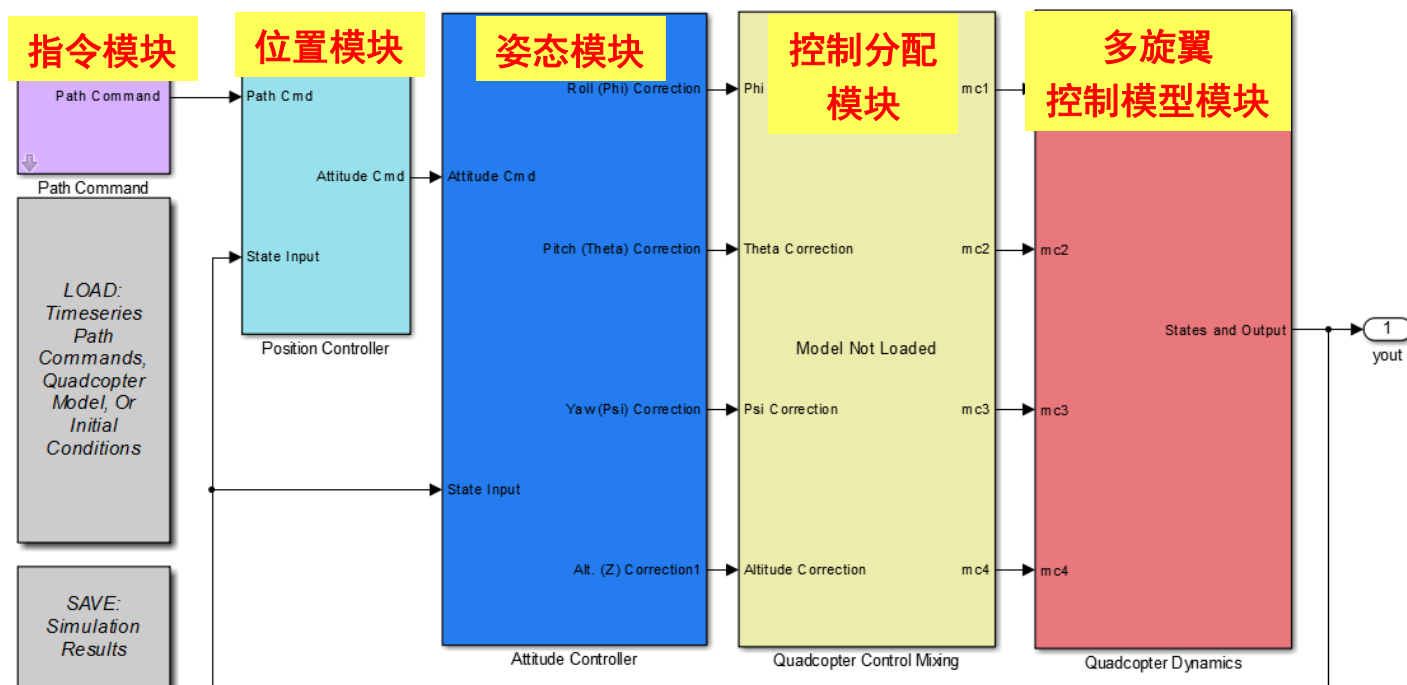 指令模块
Path Command
Path Command
LOAD:
Timeseries
Path
Commands,
Quadcopter
Model, Or
Initial
Conditions
SAVE:
Simulation
Results
位置模块
Path Cmd
Attitude Cmd
State Input
Position Controller
姿态模块
Roll (Phi) Correction
Attitude Cmd
Pitch (Theta) Correction
Yaw (Psi) Correction
State Input
Alt. (Z) Correction1
Attitude Controller
控制分配
模块
Phi
mc1
Theta Correction
mc2
Model Not Loaded
Psi Correction
mc3
Altitude Correction
mc4
Quadcopter Control Mixing
多旋翼
控制模型模块
mc2
States and Output
mc3
mc4
Quadcopter Dynamics
1
yout